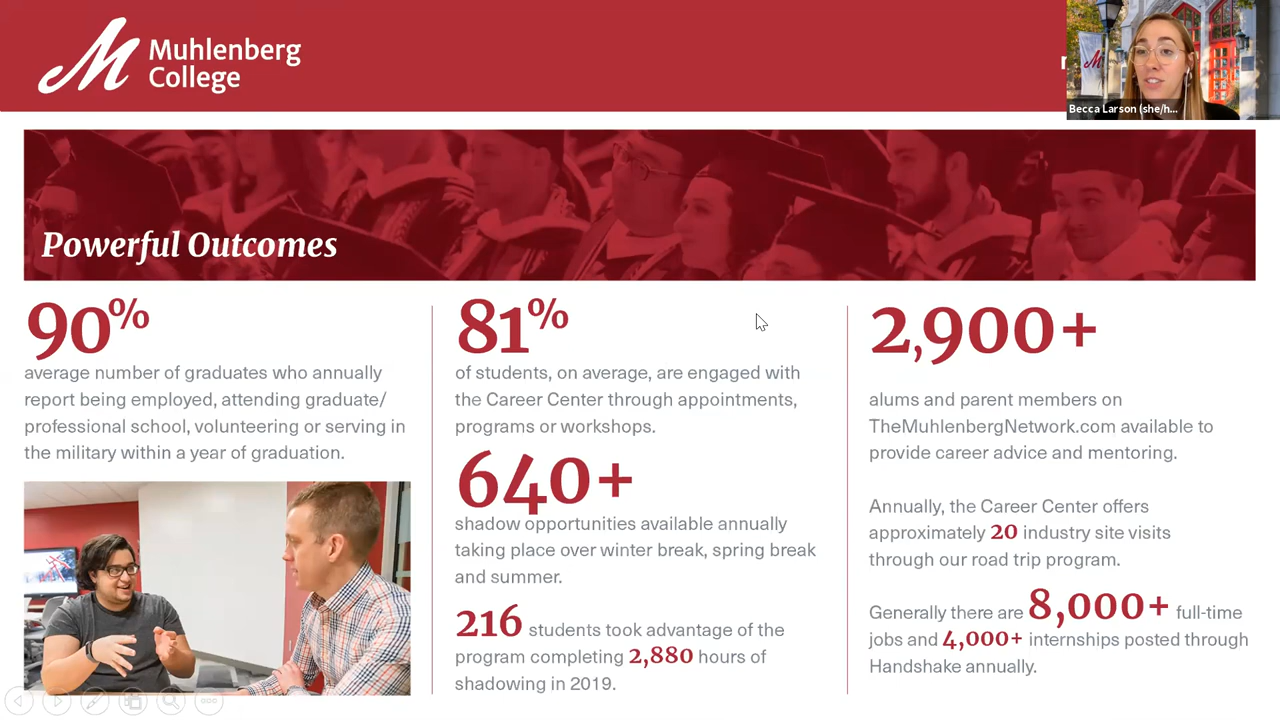 Muhlenberg
College
Becca Larson (she/h...
Powerful Outcomes
90%
average number of graduates who annually
report being employed, attending graduate/
professional school, volunteering or serving in
the military within a year of graduation.
81%
of students, on average, are engaged with
the Career Center through appointments,
programs or workshops.
640+
shadow opportunities available annually
taking place over winter break, spring break
and summer.
216 students took advantage of the
program completing 2,880 hours of
shadowing in 2019.
2,900+
alums and parent members on
TheMuhlenbergNetwork.com available to
provide career advice and mentoring.
Annually, the Career Center offers
approximately 20 industry site visits
through our road trip program.
Generally there are 8,000+ full-time
jobs and 4,000+ internships posted through
Handshake annually.